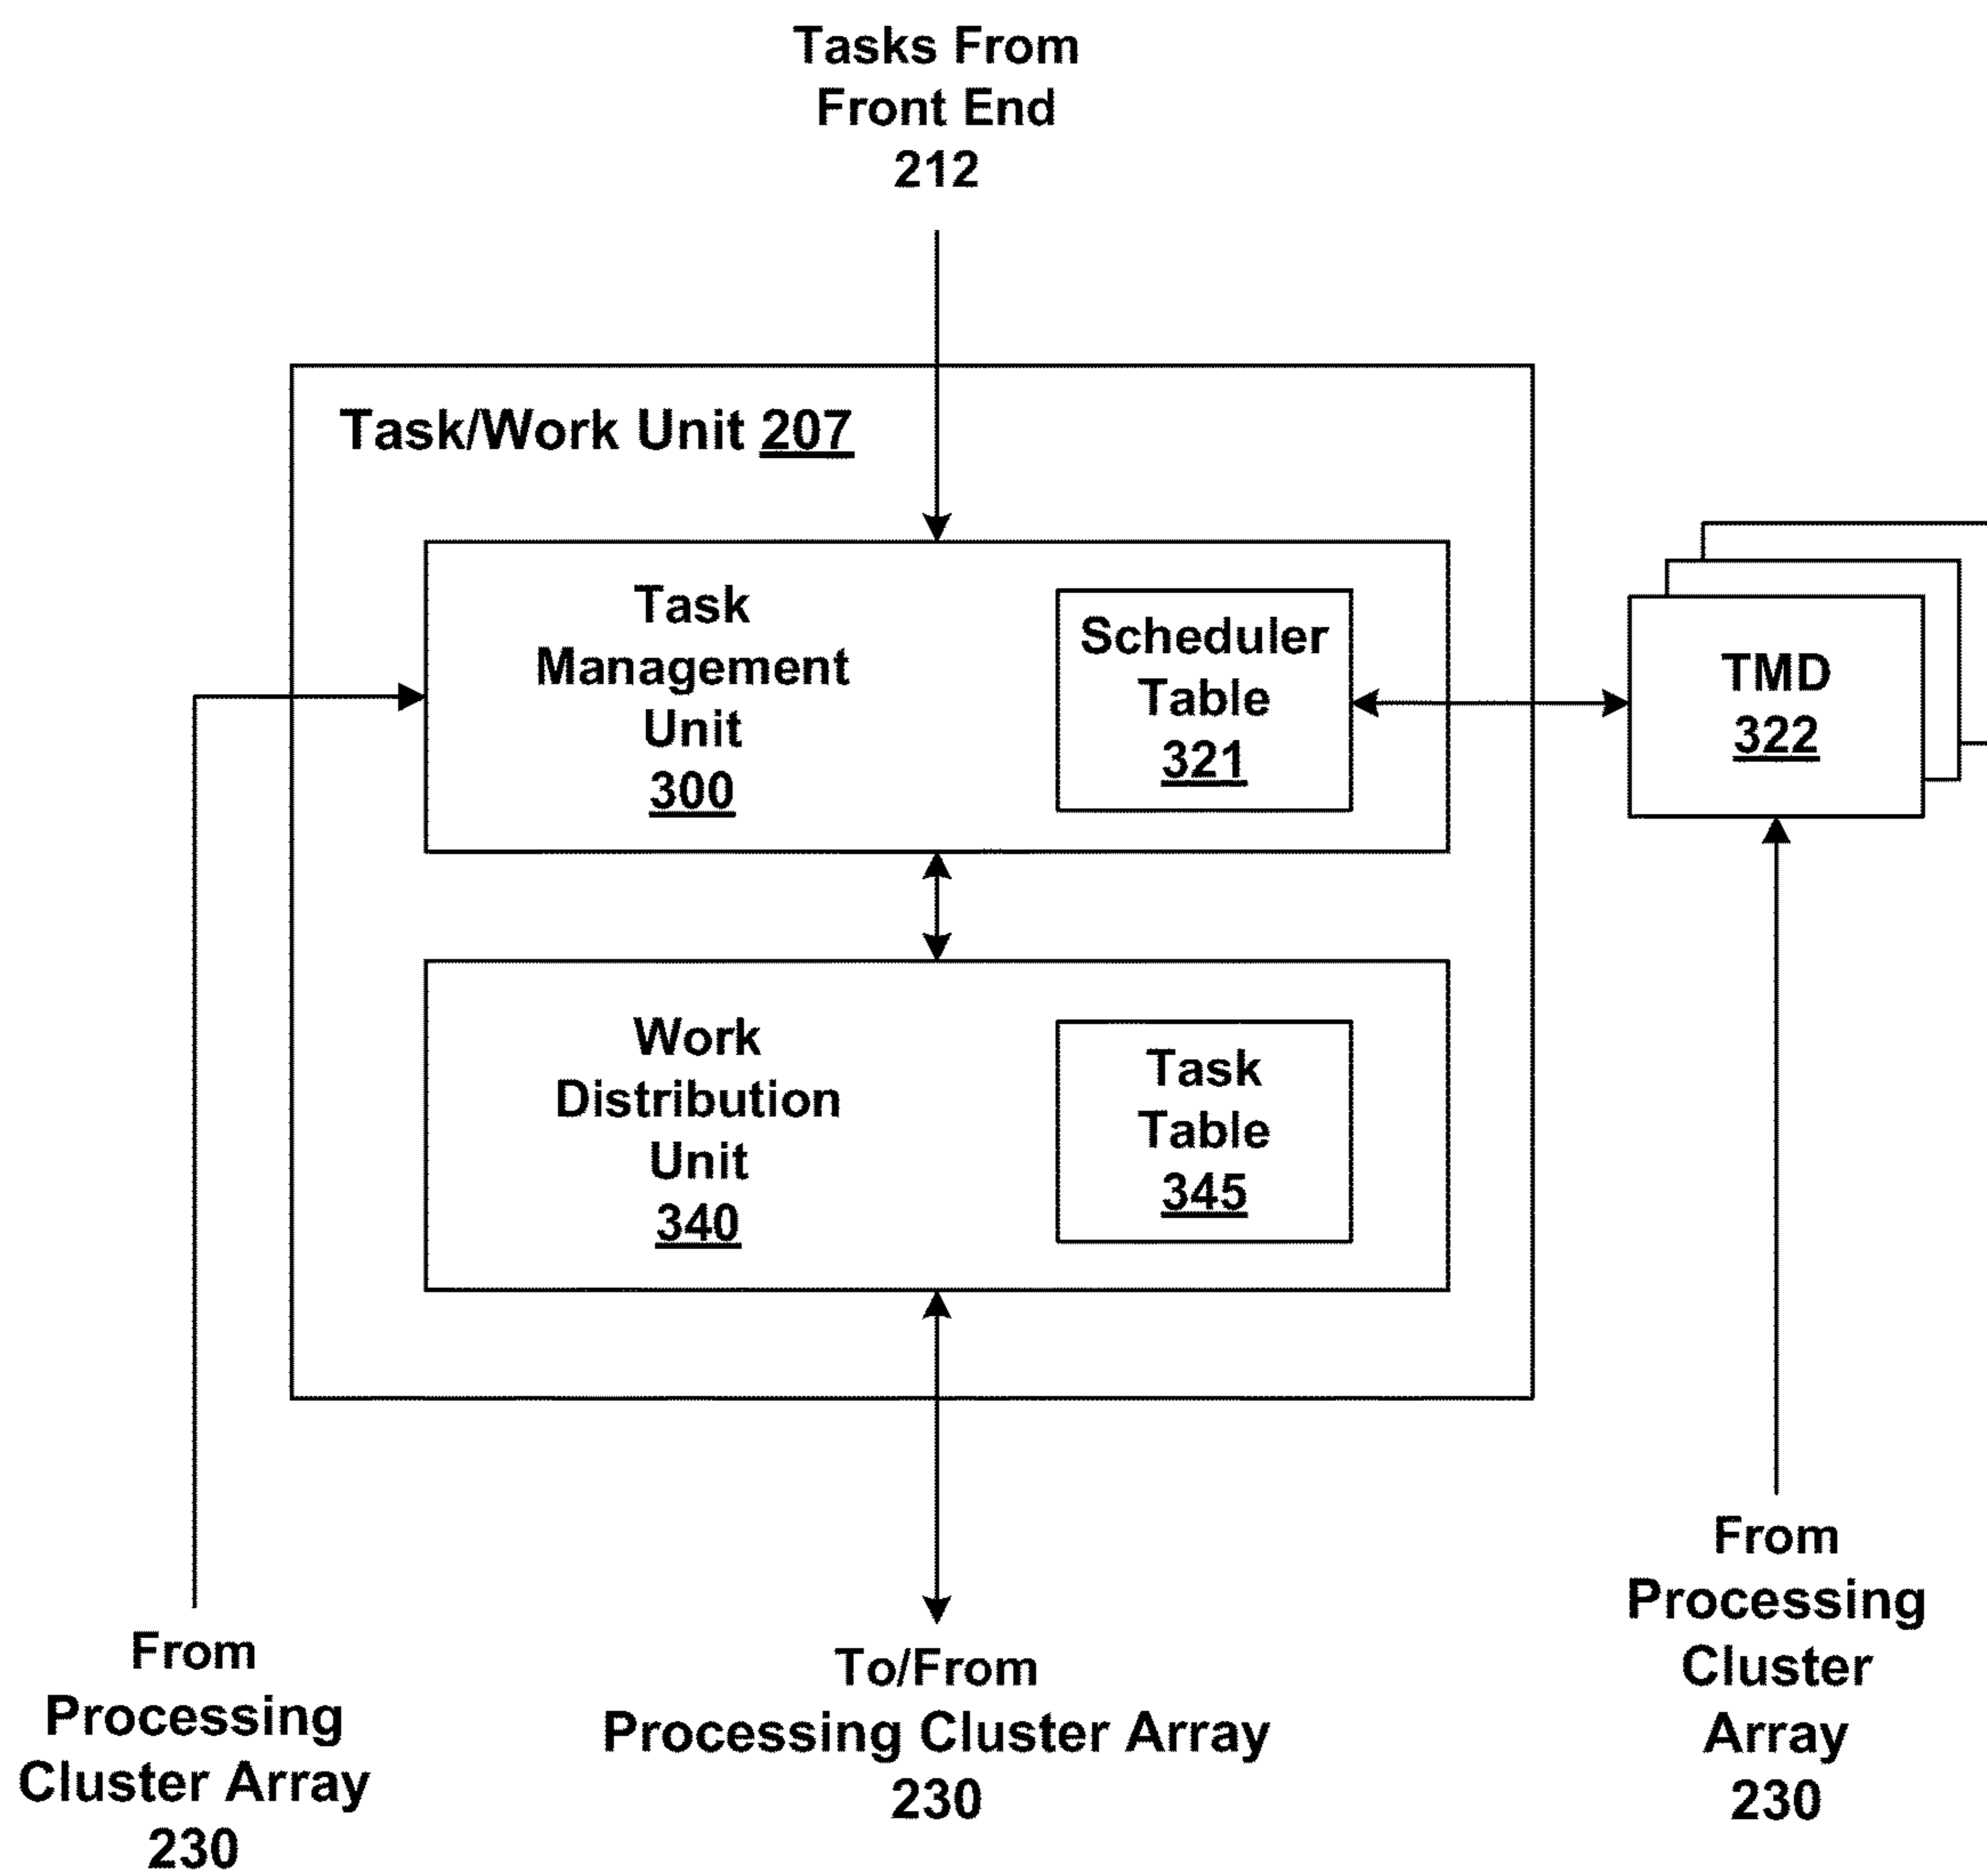 Tasks From
Front End
212
Task/Work Unit 207
Task
Management
Unit
300
Scheduler
Table
321
TMD
322
Work
Distribution
Unit
340
Task
Table
345
From
Processing
Cluster Array
230
To/From
Processing Cluster Array
230
From
Processing
Cluster
Array
230